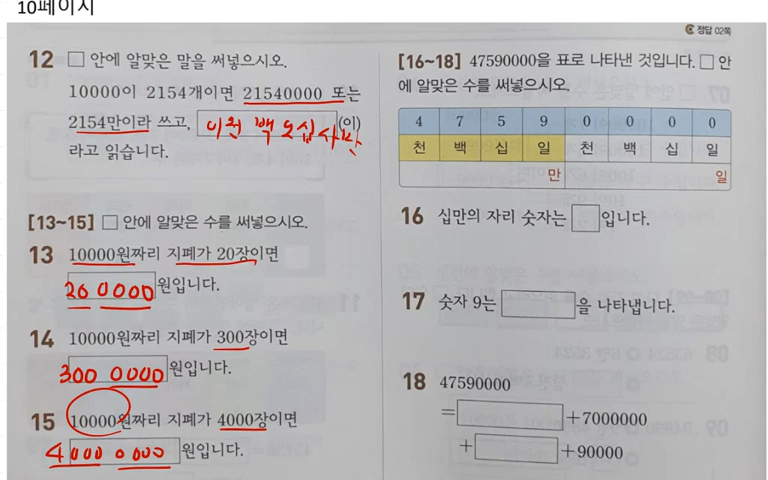 10페이지
정답 02쪽
12 □ 안에 알맞은 말을 써넣으시오.
10000이 2154개이면 21540000 또는
2154만이라 쓰고, 이천 백 오십 사만 (이)
라고 읽습니다.
[13~15] □ 안에 알맞은 수를 써넣으시오.
13 10000원짜리 지폐가 20장이면
20 0000 원입니다.
14 10000원짜리 지폐가 300장이면
300 0000 원입니다.
15 10000원짜리 지폐가 4000장이면
4000 0000 원입니다.
[16~18] 47590000을 표로 나타낸 것입니다. □ 안
에 알맞은 수를 써넣으시오.
4 7 5 9 0 0 0 0
천 백 십 일 천 백 십 일
만 일
16 십만의 자리 숫자는 □입니다.
17 숫자 9는 □을 나타냅니다.
18 47590000
=□+7000000
+□+90000